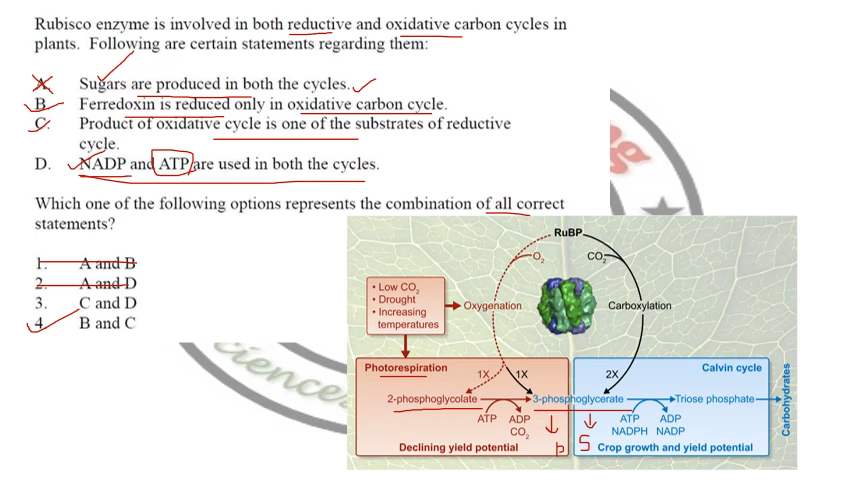 Rubisco enzyme is involved in both reductive and oxidative carbon cycles in
plants. Following are certain statements regarding them:
A. Sugars are produced in both the cycles.
B. Ferredoxin is reduced only in oxidative carbon cycle.
C. Product of oxidative cycle is one of the substrates of reductive
cycle.
D. NADP and ATP are used in both the cycles.
Which one of the following options represents the combination of all correct
statements?
1. A and B
2. A and D
3. C and D
4. B and C
RuBP
O2
CO2
• Low CO2
• Drought
• Increasing
temperatures
Oxygenation
Carboxylation
Photorespiration
1X
1X
2X
Calvin cycle
2-phosphoglycolate
3-phosphoglycerate
Triose phosphate
Carbohydrates
ATP ADP
CO2
ATP ADP
NADPH NADP
P
S
Declining yield potential
Crop growth and yield potential
ciences